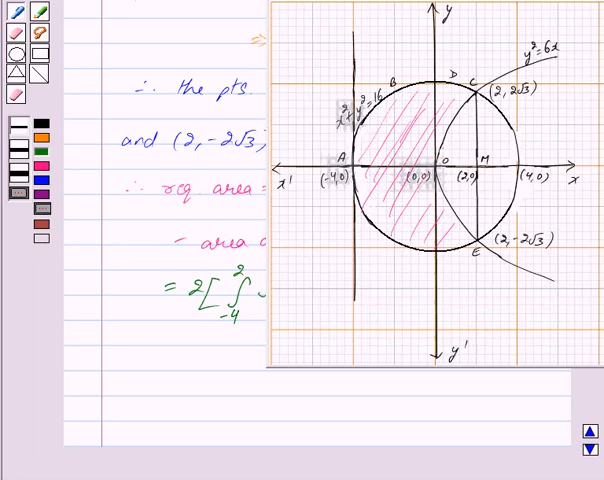 ∴ the pts.
and (2, -2√3),
∴ req area =
- area
= 2[ ∫
2
-4
y
y² = 6x
B
D
C
(2, 2√3)
x² + y² = 16
A
O
M
x'
(-4,0)
(0,0)
(2,0)
(4,0)
x
(2, -2√3)
E
y'